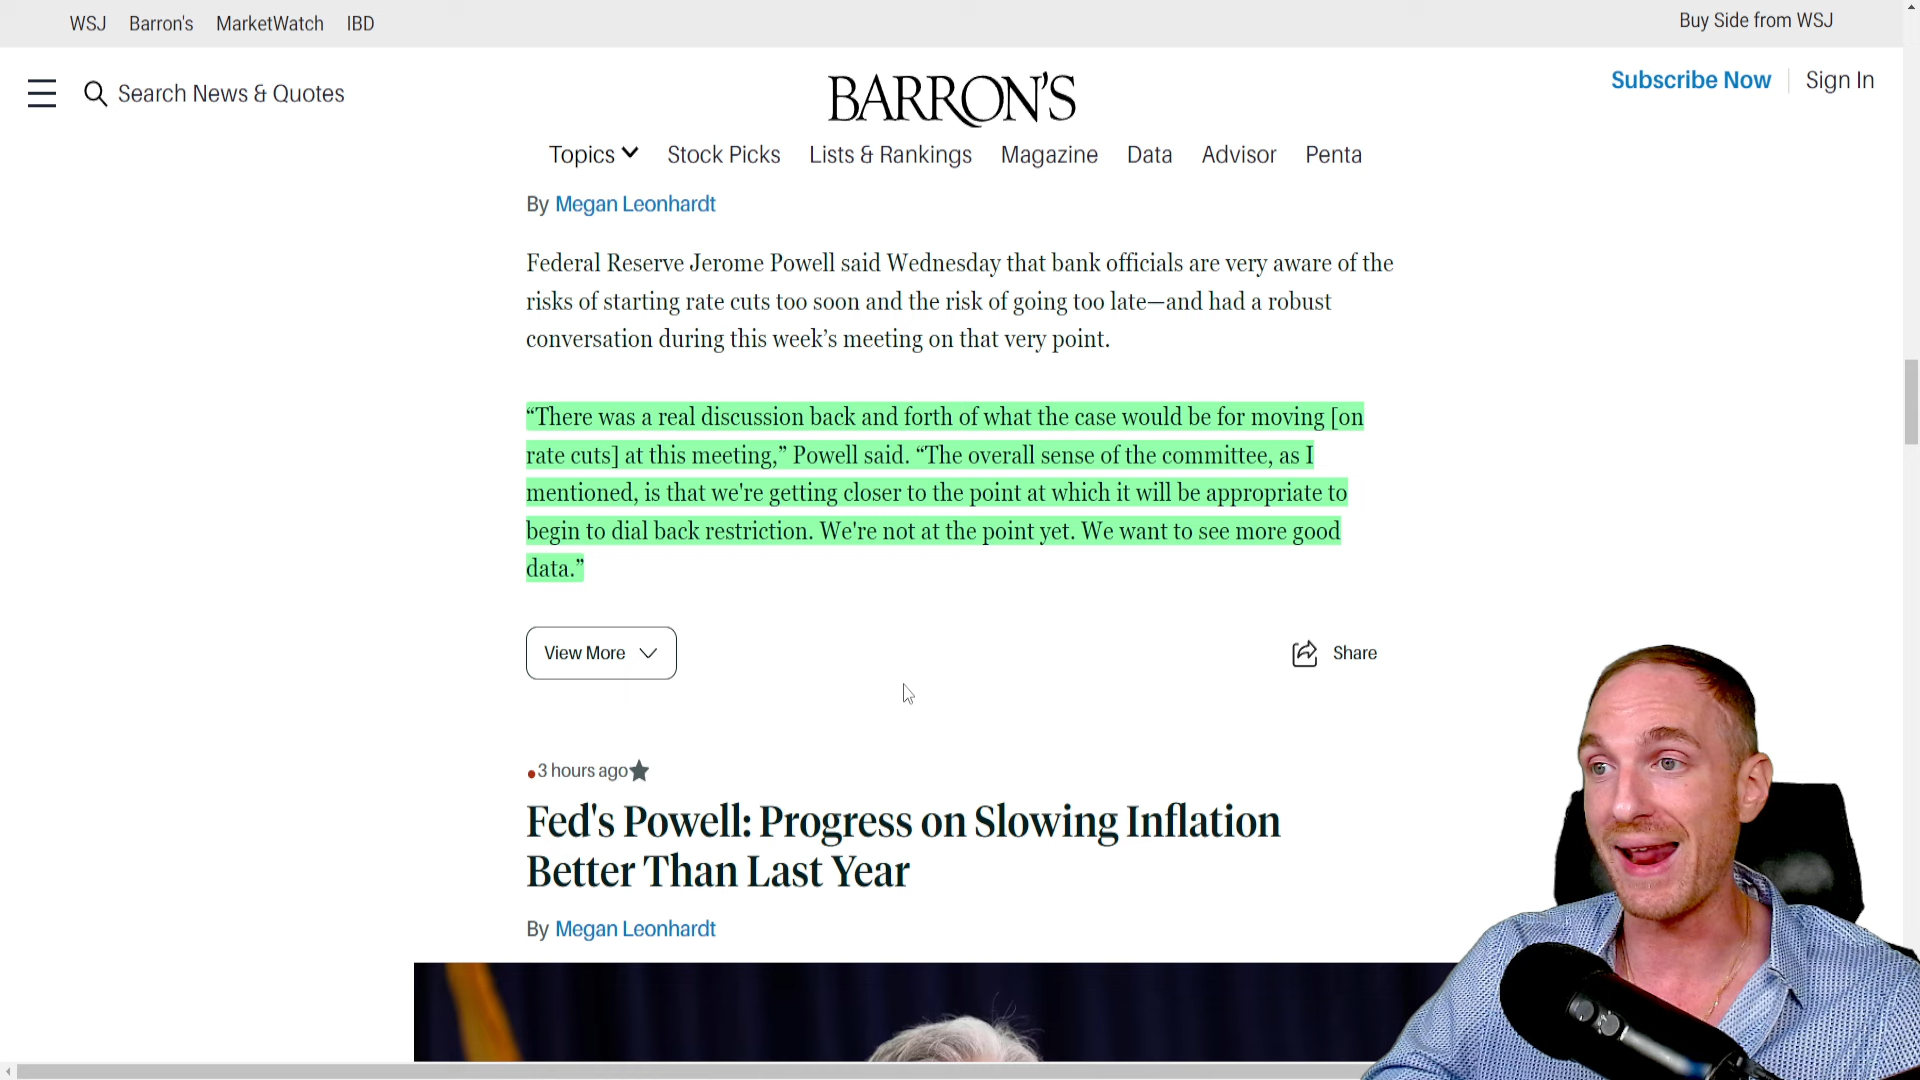 WSJ Barron's MarketWatch IBD
Buy Side from WSJ
Search News & Quotes
BARRON'S
Subscribe Now
Sign In
Topics Stock Picks Lists & Rankings Magazine Data Advisor Penta
By Megan Leonhardt
Federal Reserve Jerome Powell said Wednesday that bank officials are very aware of the
risks of starting rate cuts too soon and the risk of going too late—and had a robust
conversation during this week’s meeting on that very point.
“There was a real discussion back and forth of what the case would be for moving [on
rate cuts] at this meeting,” Powell said. “The overall sense of the committee, as I
mentioned, is that we're getting closer to the point at which it will be appropriate to
begin to dial back restriction. We're not at the point yet. We want to see more good
data.”
View More
Share
3 hours ago
Fed's Powell: Progress on Slowing Inflation
Better Than Last Year
By Megan Leonhardt